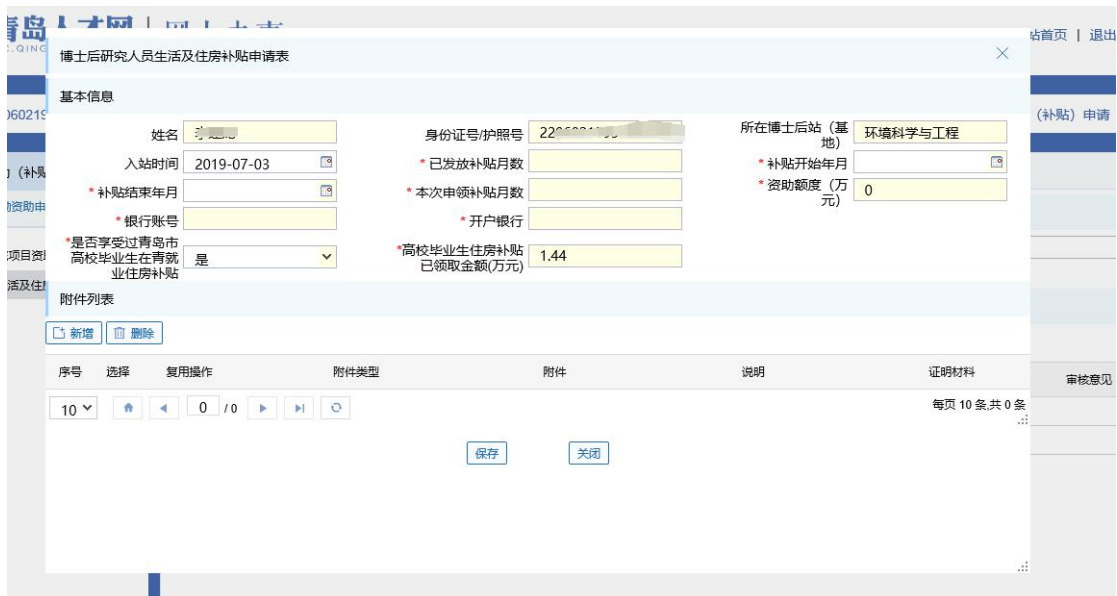 青岛人才网
站首页 | 退出
博士后研究人员生活及住房补贴申请表
基本信息
060219
(补贴) 申请
姓名
身份证号/护照号
所在博士后站（基地） 环境科学与工程
入站时间 2019-07-03
* 已发放补贴月数
* 补贴开始年月
* 补贴结束年月
* 本次申领补贴月数
* 资助额度（万元） 0
* 银行账号
* 开户银行
*是否享受过青岛市高校毕业生在青就业住房补贴 是
*高校毕业生住房补贴已领取金额(万元) 1.44
附件列表
新增 删除
序号 选择 复用操作 附件类型 附件 说明 证明材料
审核意见
10 0 / 0 每页 10 条,共 0 条
保存 关闭